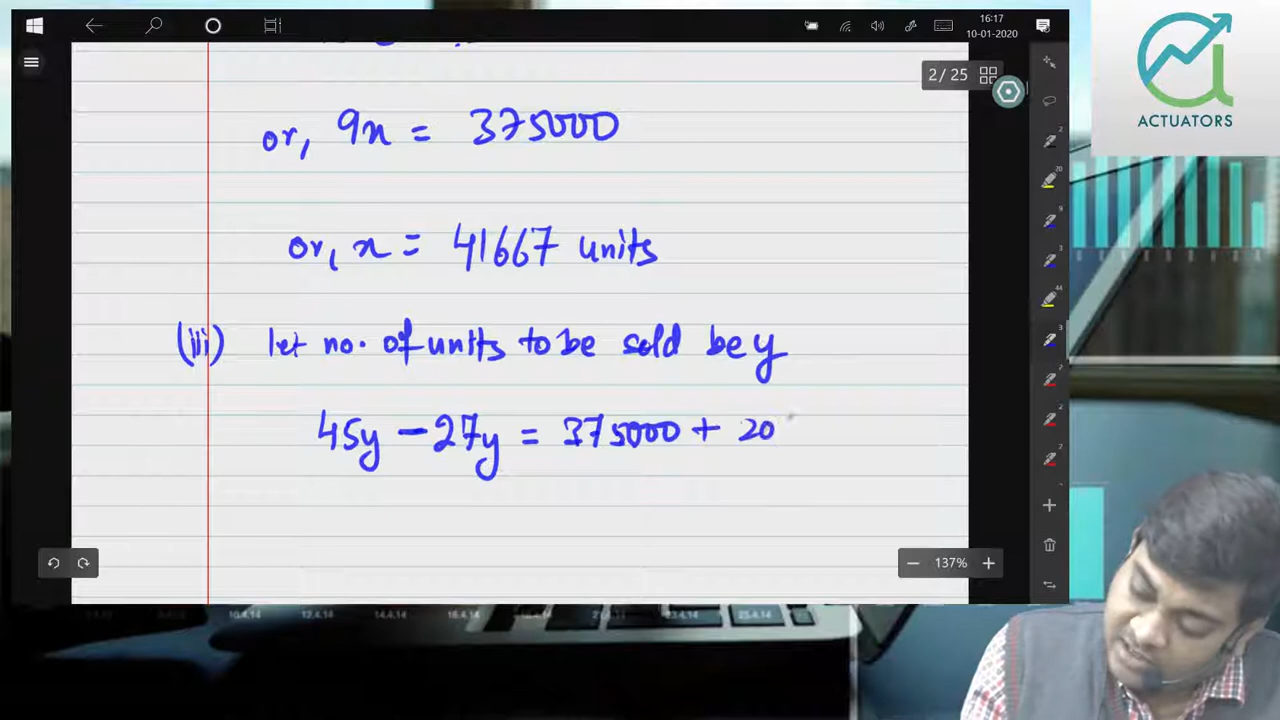 16:17
10-01-2020
2 / 25
ACTUATORS
or, 9x = 375000
or, x = 41667 units
(iii) let no. of units to be sold be y
45y - 27y = 375000 + 20
137%